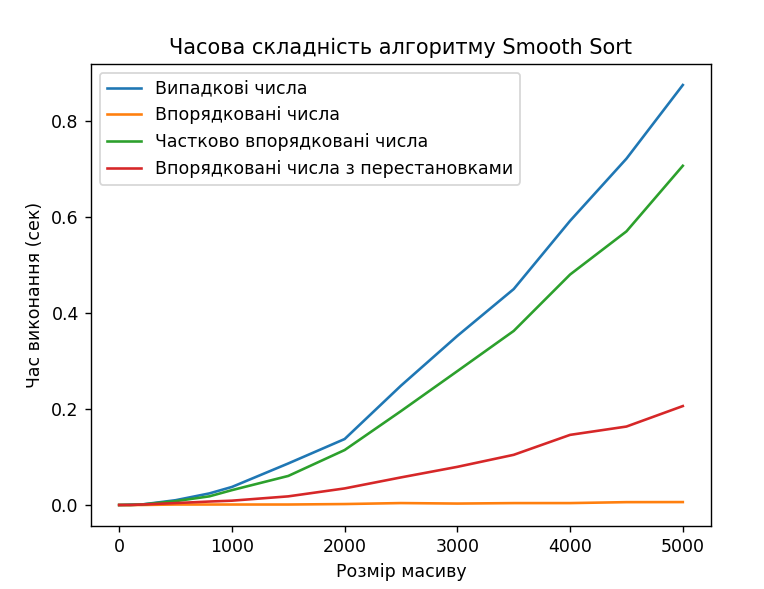 Часова складність алгоритму Smooth Sort
Випадкові числа
Впорядковані числа
Частково впорядковані числа
Впорядковані числа з перестановками
Час виконання (сек)
0.8
0.6
0.4
0.2
0.0
0 1000 2000 3000 4000 5000
Розмір масиву